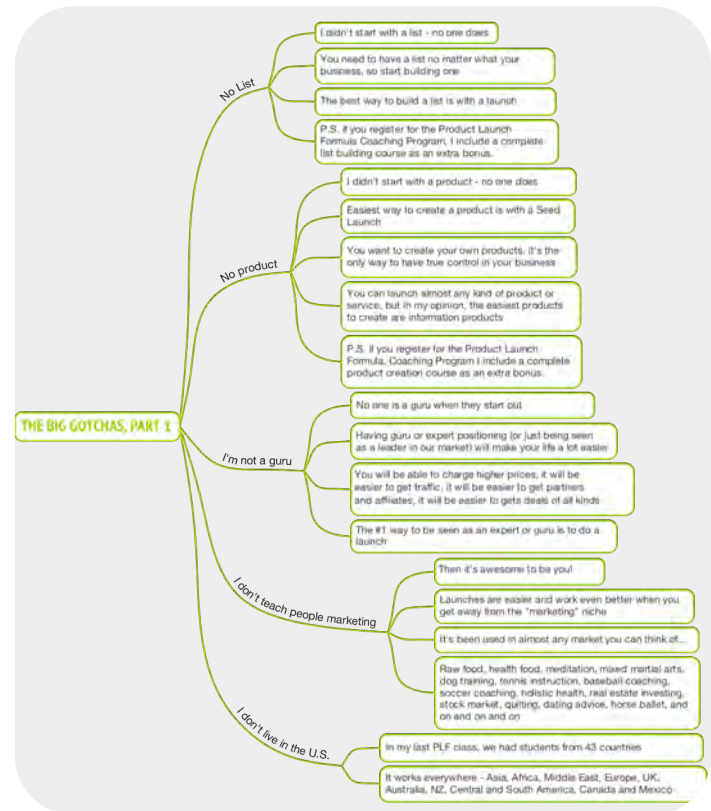 THE BIG GOTCHAS, PART 1
No List
I didn't start with a list - no one does
You need to have a list no matter what your
business, so start building one
The best way to build a list is with a launch
P.S. if you register for the Product Launch
Formula Coaching Program, I include a complete
list building course as an extra bonus.
No product
I didn't start with a product - no one does
Easiest way to create a product is with a Seed
Launch
You want to create your own products, it's the
only way to have true control in your business
You can launch almost any kind of product or
service, but in my opinion, the easiest products
to create are information products
P.S. if you register for the Product Launch
Formula, Coaching Program I include a complete
product creation course as an extra bonus.
I'm not a guru
No one is a guru when they start out
Having guru or expert positioning (or just being seen
as a leader in our market) will make your life a lot easier
You will be able to charge higher prices, it will be
easier to get traffic, it will be easier to get partners
and affiliates, it will be easier to gets deals of all kinds
The #1 way to be seen as an expert or guru is to do a
launch
I don't teach people marketing
Then it's awesome to be you!
Launches are easier and work even better when you
get away from the "marketing" niche
It's been used in almost any market you can think of...
Raw food, health food, meditation, mixed martial arts,
dog training, tennis instruction, baseball coaching,
soccer coaching, holistic health, real estate investing,
stock market, quilting, dating advice, horse ballet, and
on and on and on
I don't live in the U.S.
In my last PLF class, we had students from 43 countries
It works everywhere - Asia, Africa, Middle East, Europe, UK,
Australia, NZ, Central and South America, Canada and Mexico